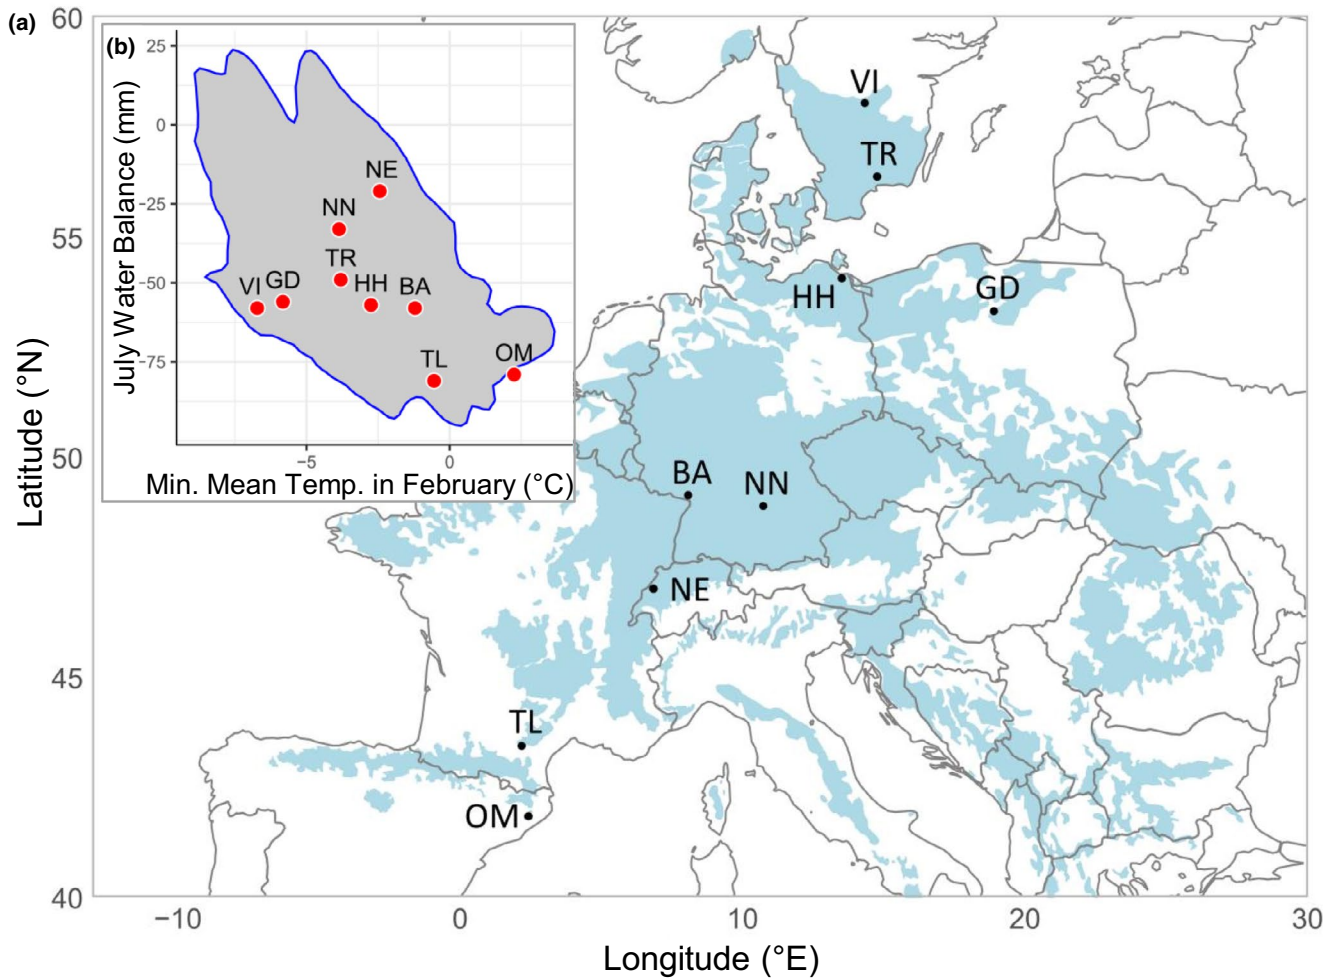 (a)
60
55
50
45
40
Latitude (°N)
−10
0
10
20
30
Longitude (°E)
(b)
25
0
−25
−50
−75
July Water Balance (mm)
−5
0
Min. Mean Temp. in February (°C)
NE
NN
TR
VI
GD
HH
BA
TL
OM
VI
TR
HH
GD
BA
NN
NE
TL
OM